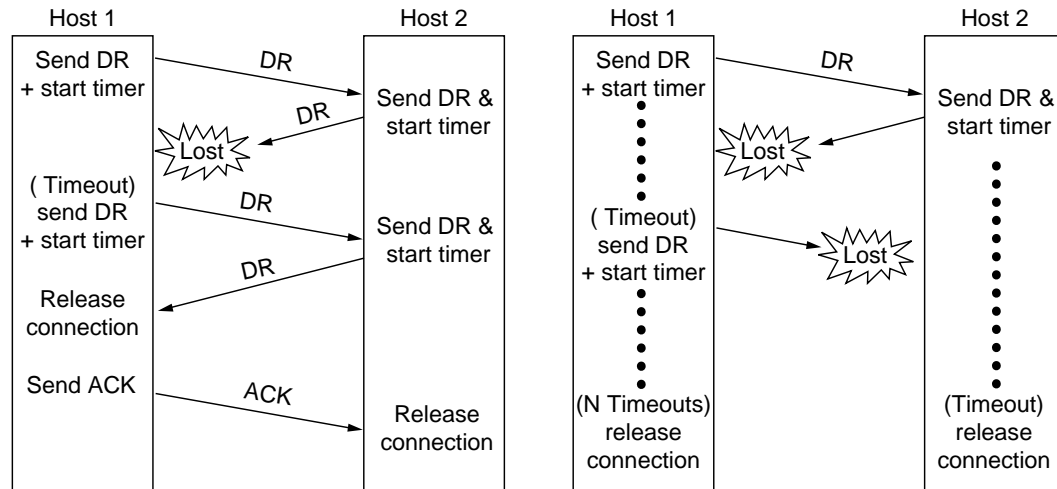 Host 1
Host 2
Send DR
+ start timer
DR
Send DR &
start timer
DR
Lost
( Timeout)
send DR
+ start timer
DR
Send DR &
start timer
DR
Release
connection
Send ACK
ACK
Release
connection
Host 1
Host 2
Send DR
+ start timer
DR
Send DR &
start timer
Lost
( Timeout)
send DR
+ start timer
Lost
(N Timeouts)
release
connection
(Timeout)
release
connection